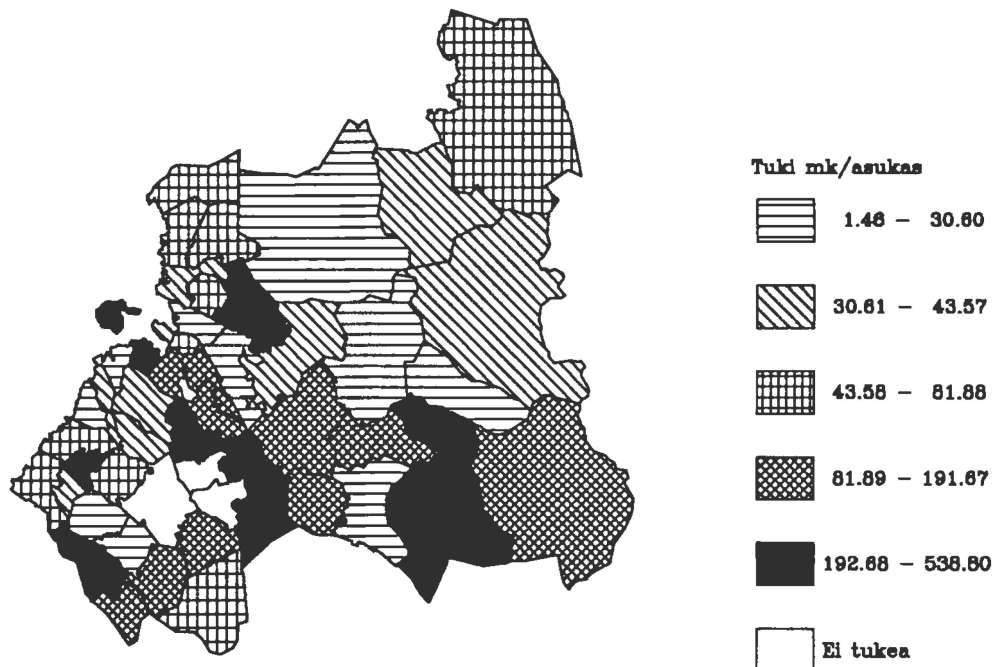 Tuki mk/asukas
1.46 – 30.60
30.61 – 43.57
43.58 – 81.88
81.89 – 191.67
192.68 – 538.80
Ei tukea